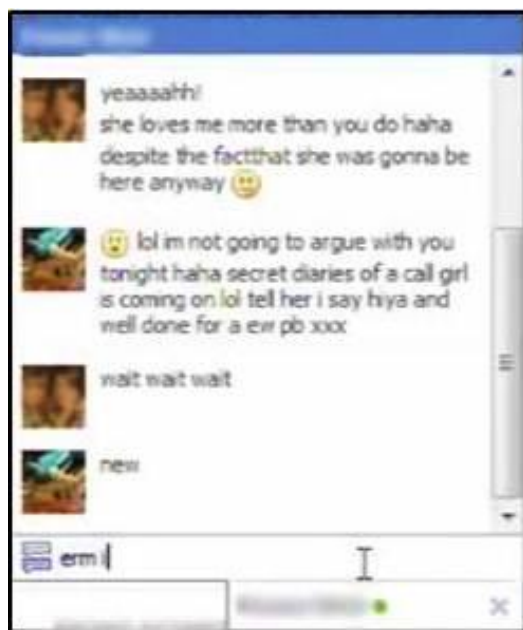 yeaaaahh!
she loves me more than you do haha
despite the factthat she was gonna be
here anyway
lol im not going to argue with you
tonight haha secret diaries of a call girl
is coming on lol tell her i say hiya and
well done for a ew pb xxx
wait wait wait
new
erm i